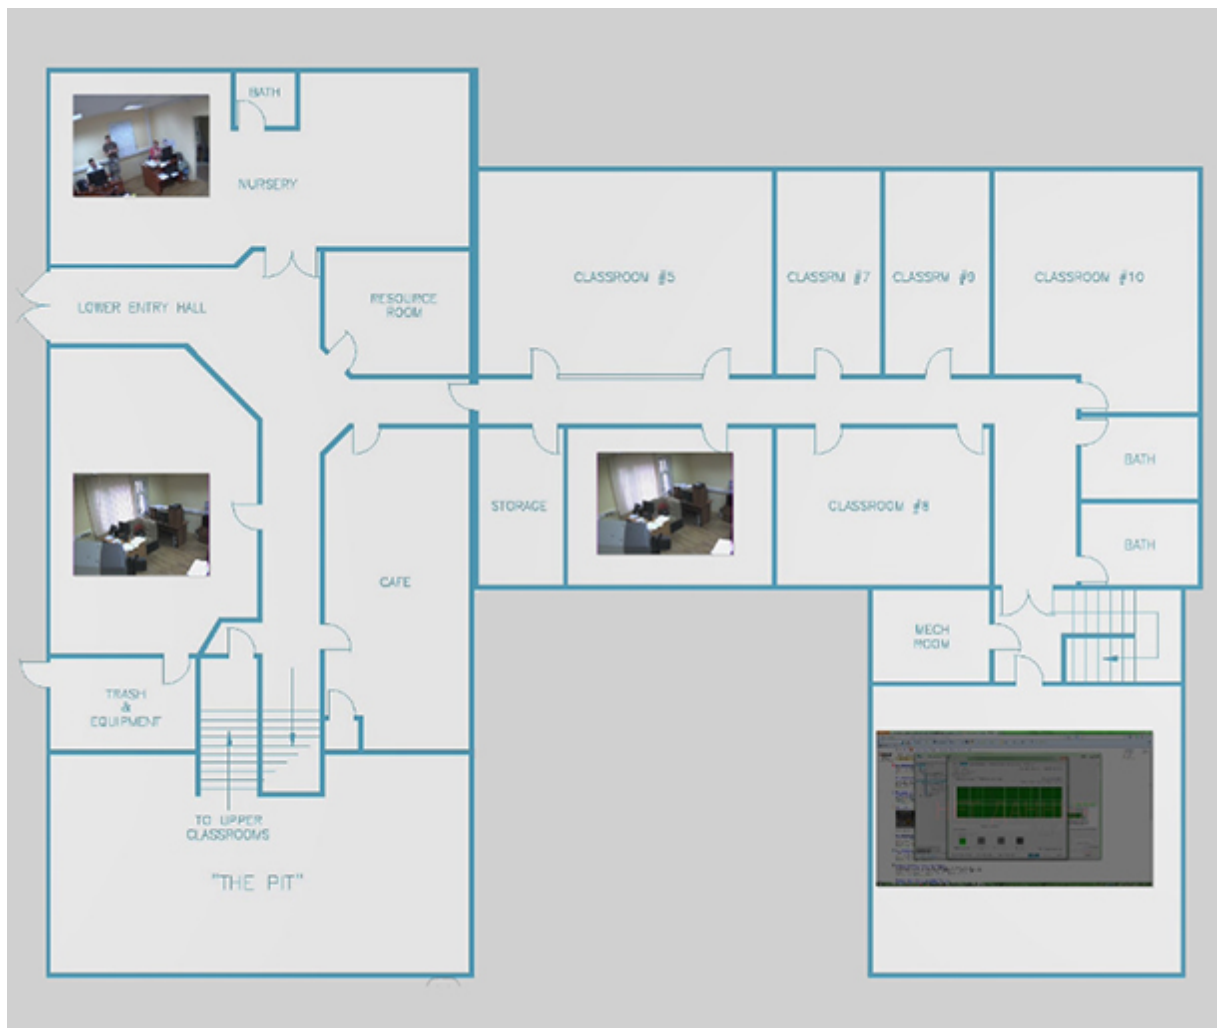 BATH
NURSERY
CLASSROOM #5
CLASSRM #7
CLASSRM #9
CLASSROOM #10
LOWER ENTRY HALL
RESOURCE
ROOM
BATH
STORAGE
CLASSROOM #8
BATH
CAFE
MECH
ROOM
TRASH
&
EQUIPMENT
TO UPPER
CLASSROOMS
"THE PIT"